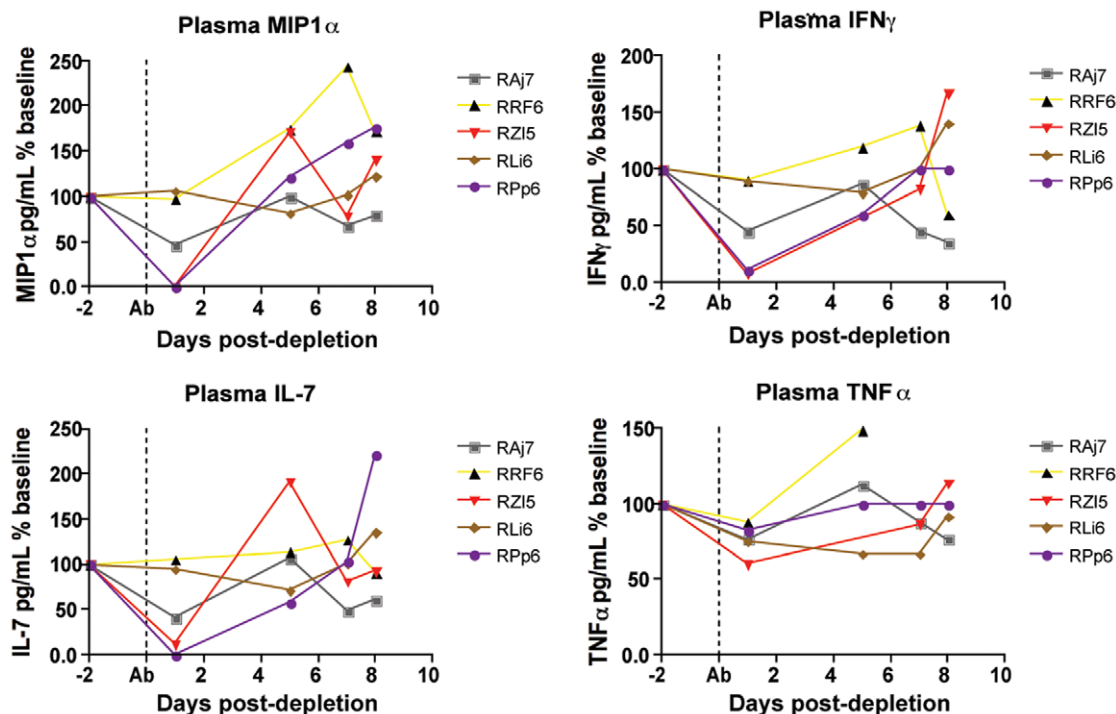 Plasma MIP1α
MIP1α pg/mL % baseline
250
200
150
100
50
0.0
-2 Ab 2 4 6 8 10
Days post-depletion
RAj7
RRF6
RZI5
RLi6
RPp6
Plasma IFNγ
IFNγ pg/mL % baseline
200
150
100
50
0.0
-2 Ab 2 4 6 8 10
Days post-depletion
RAj7
RRF6
RZI5
RLi6
RPp6
Plasma IL-7
IL-7 pg/mL % baseline
250
200
150
100
50
0.0
-2 Ab 2 4 6 8 10
Days post-depletion
RAj7
RRF6
RZI5
RLi6
RPp6
Plasma TNF α
TNFα pg/mL % baseline
150
100
50
0.0
-2 Ab 2 4 6 8 10
Days post-depletion
RAj7
RRF6
RZI5
RLi6
RPp6